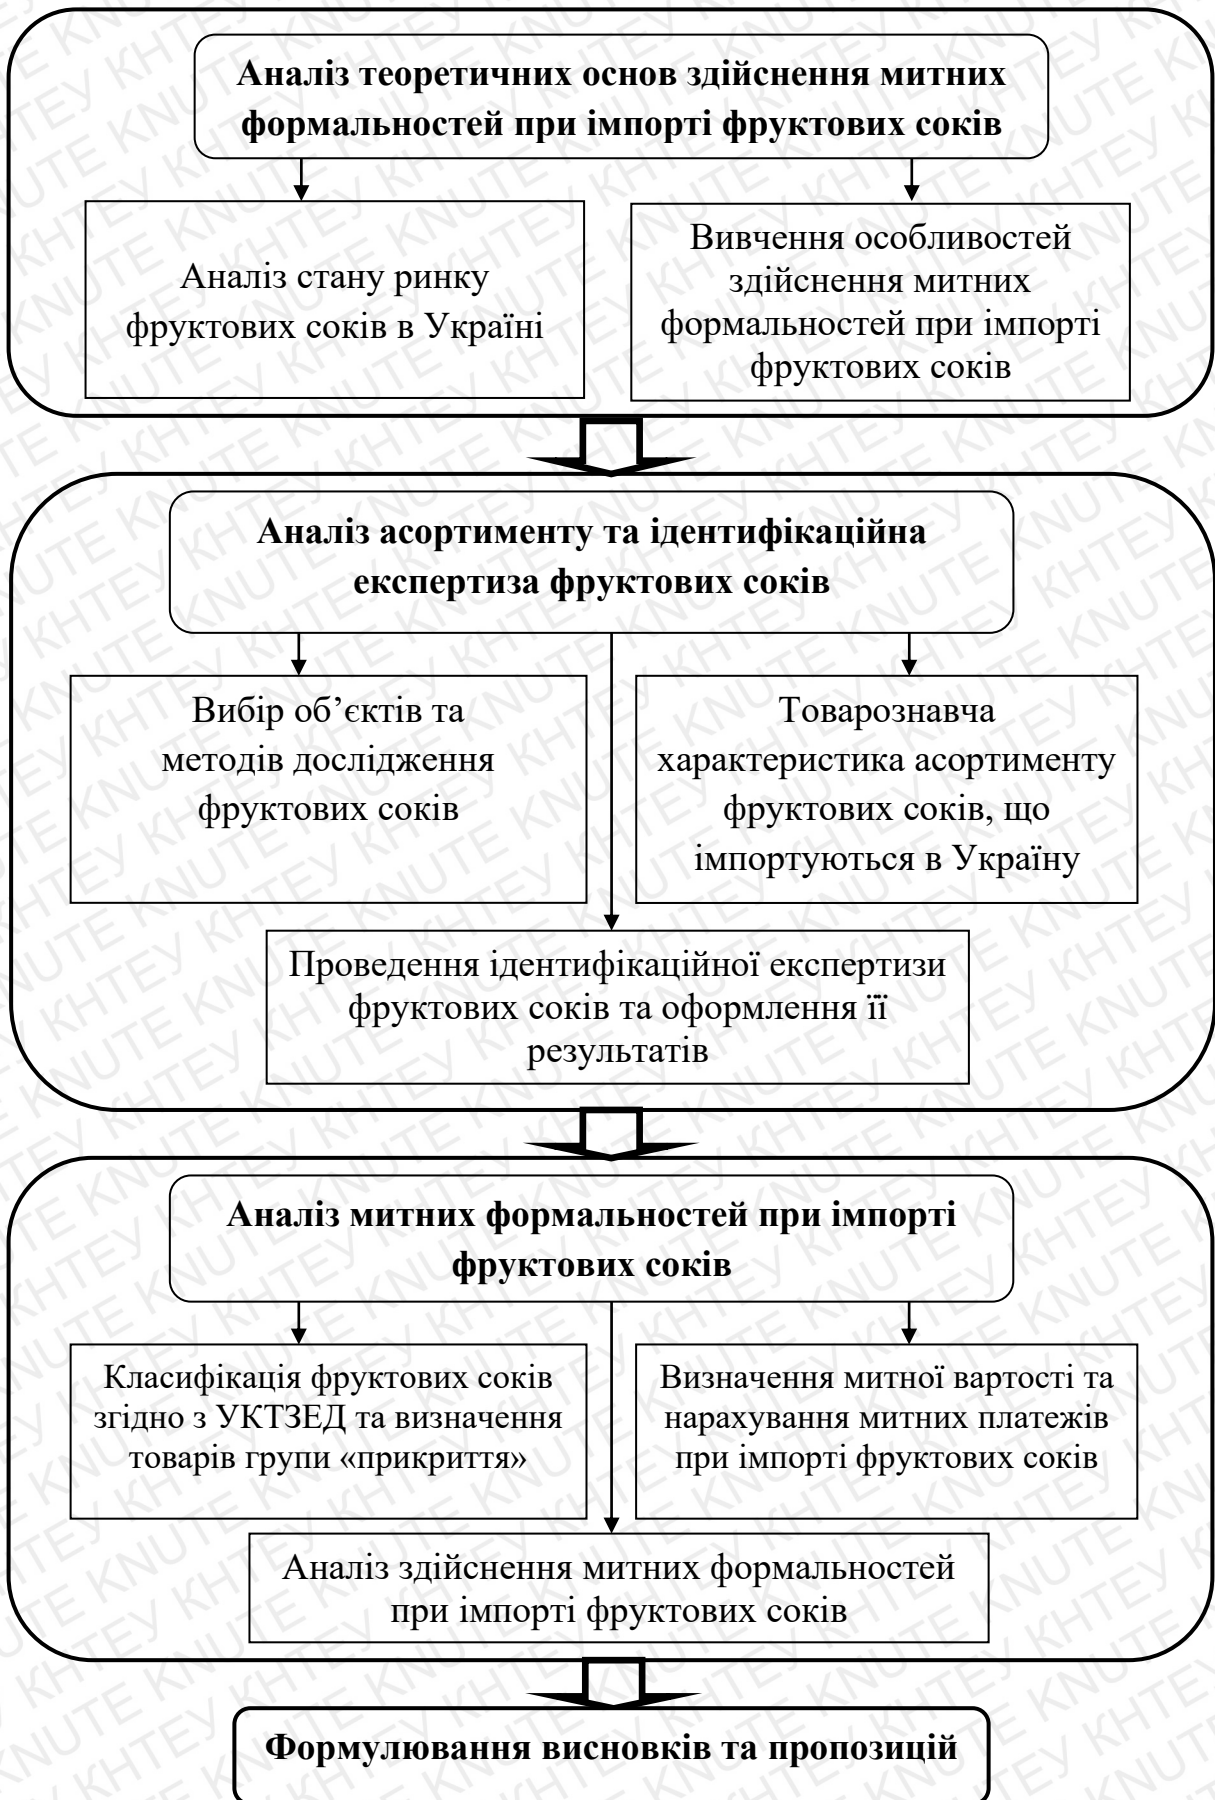 Аналіз теоретичних основ здійснення митних
формальностей при імпорті фруктових соків
Аналіз стану ринку
фруктових соків в Україні
Вивчення особливостей
здійснення митних
формальностей при імпорті
фруктових соків
Аналіз асортименту та ідентифікаційна
експертиза фруктових соків
Вибір об’єктів та
методів дослідження
фруктових соків
Товарознавча
характеристика асортименту
фруктових соків, що
імпортуються в Україну
Проведення ідентифікаційної експертизи
фруктових соків та оформлення її
результатів
Аналіз митних формальностей при імпорті
фруктових соків
Класифікація фруктових соків
згідно з УКТЗЕД та визначення
товарів групи «прикриття»
Визначення митної вартості та
нарахування митних платежів
при імпорті фруктових соків
Аналіз здійснення митних формальностей
при імпорті фруктових соків
Формулювання висновків та пропозицій